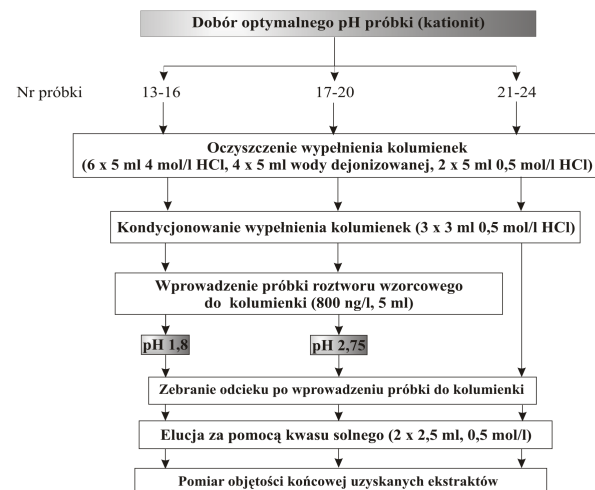 Dobór optymalnego pH próbki (kationit)
Nr próbki 13-16 17-20 21-24
Oczyszczenie wypełnienia kolumienek
(6 x 5 ml 4 mol/l HCl, 4 x 5 ml wody dejonizowanej, 2 x 5 ml 0,5 mol/l HCl)
Kondycjonowanie wypełnienia kolumienek (3 x 3 ml 0,5 mol/l HCl)
Wprowadzenie próbki roztworu wzorcowego
do kolumienki (800 ng/l, 5 ml)
pH 1,8 pH 2,75
Zebranie odcieku po wprowadzeniu próbki do kolumienki
Elucja za pomocą kwasu solnego (2 x 2,5 ml, 0,5 mol/l)
Pomiar objętości końcowej uzyskanych ekstraktów